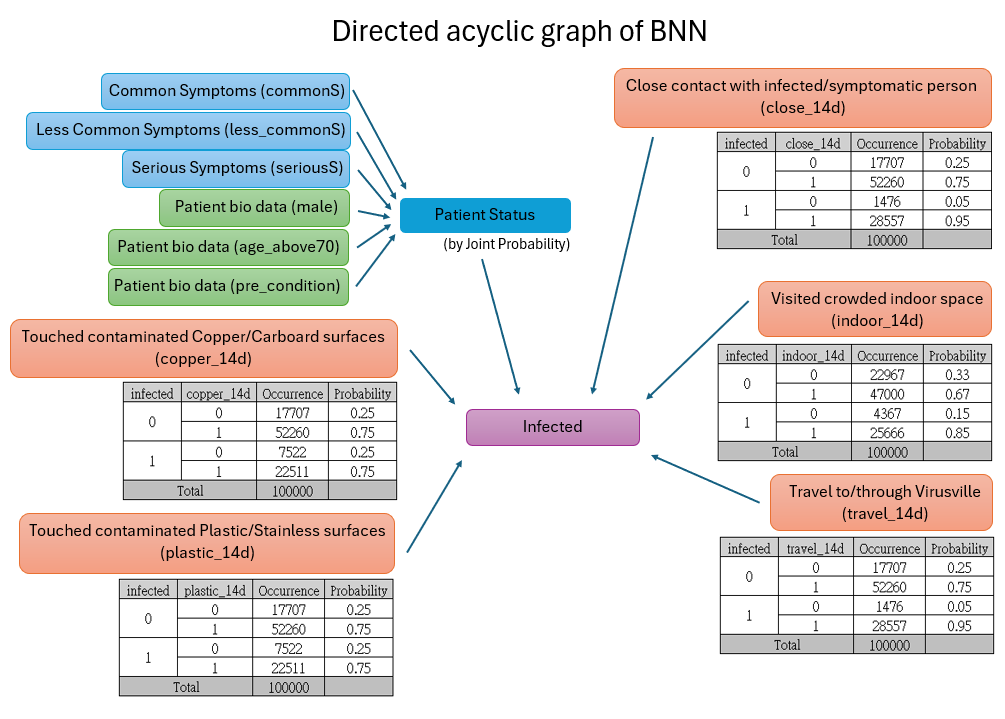 Directed acyclic graph of BNN
Common Symptoms (commonS)
Less Common Symptoms (less_commonS)
Serious Symptoms (seriousS)
Patient bio data (male)
Patient bio data (age_above70)
Patient bio data (pre_condition)
Patient Status
(by Joint Probability)
Close contact with infected/symptomatic person
(close_14d)
infected close_14d Occurrence Probability
0 0 17707 0.25
1 52260 0.75
1 0 1476 0.05
1 28557 0.95
Total 100000
Visited crowded indoor space
(indoor_14d)
infected indoor_14d Occurrence Probability
0 0 22967 0.33
1 47000 0.67
1 0 4367 0.15
1 25666 0.85
Total 100000
Touched contaminated Copper/Carboard surfaces
(copper_14d)
infected copper_14d Occurrence Probability
0 0 17707 0.25
1 52260 0.75
1 0 7522 0.25
1 22511 0.75
Total 100000
Infected
Travel to/through Virusville
(travel_14d)
infected travel_14d Occurrence Probability
0 0 17707 0.25
1 52260 0.75
1 0 1476 0.05
1 28557 0.95
Total 100000
Touched contaminated Plastic/Stainless surfaces
(plastic_14d)
infected plastic_14d Occurrence Probability
0 0 17707 0.25
1 52260 0.75
1 0 7522 0.25
1 22511 0.75
Total 100000